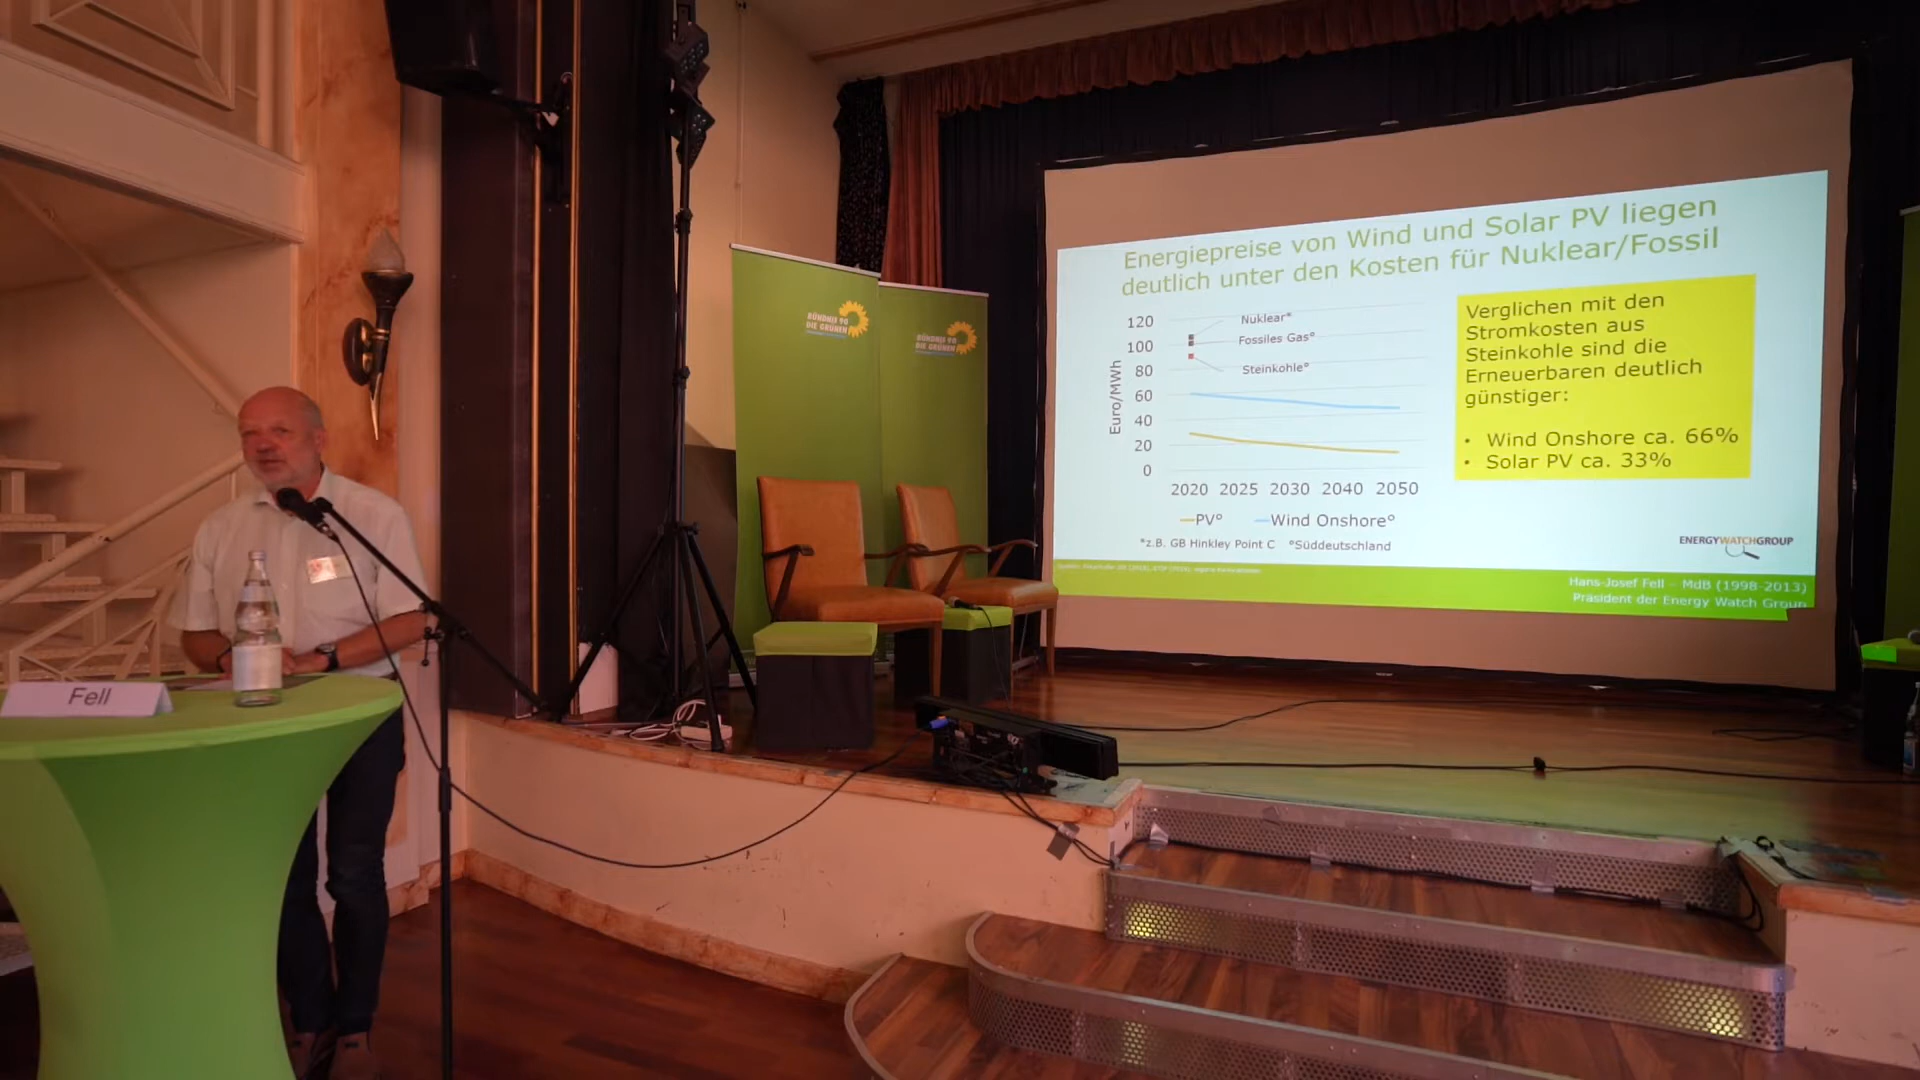 Energiepreise von Wind und Solar PV liegen
deutlich unter den Kosten für Nuklear/Fossil
120
100
80
60
40
20
0
Euro/MWh
Nuklear*
Fossiles Gas°
Steinkohle°
2020 2025 2030 2040 2050
PV° Wind Onshore°
*z.B. GB Hinkley Point C °Süddeutschland
Verglichen mit den
Stromkosten aus
Steinkohle sind die
Erneuerbaren deutlich
günstiger:
• Wind Onshore ca. 66%
• Solar PV ca. 33%
ENERGYWATCHGROUP
Hans-Josef Fell – MdB (1998-2013)
Präsident der Energy Watch Group
BÜNDNIS 90
DIE GRÜNEN
BÜNDNIS 90
DIE GRÜNEN
Fell